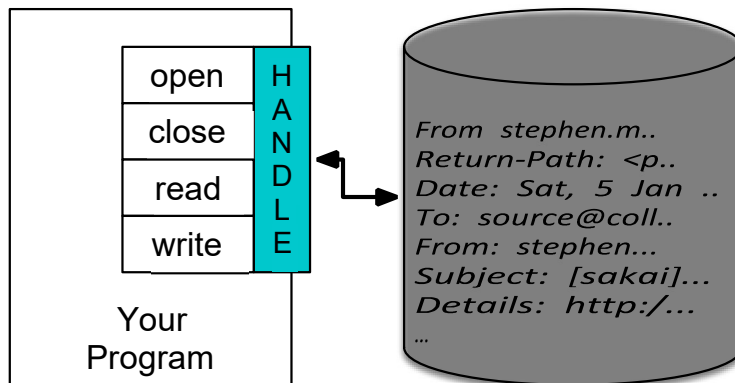 open
close
read
write
HANDLE
Your
Program
From stephen.m..
Return-Path: <p..
Date: Sat, 5 Jan ..
To: source@coll..
From: stephen...
Subject: [sakai]...
Details: http:/...
...